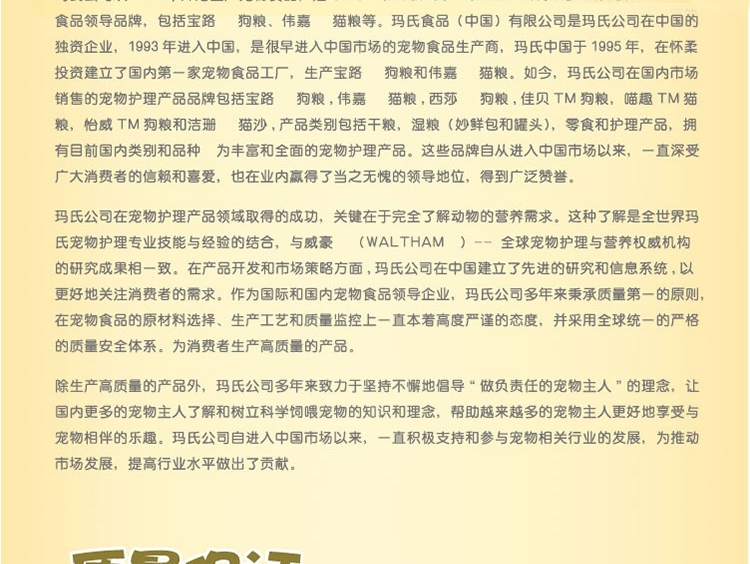 食品领导品牌，包括宝路 狗粮、伟嘉 猫粮等。玛氏食品（中国）有限公司是玛氏公司在中国的
独资企业，1993 年进入中国，是很早进入中国市场的宠物食品生产商，玛氏中国于 1995 年，在怀柔
投资建立了国内第一家宠物食品工厂，生产宝路 狗粮和伟嘉 猫粮。如今，玛氏公司在国内市场
销售的宠物护理产品品牌包括宝路 狗粮,伟嘉 猫粮,西莎 狗粮,佳贝TM狗粮，喵趣TM猫
粮，怡威TM狗粮和洁珊 猫沙,产品类别包括干粮，湿粮（妙鲜包和罐头），零食和护理产品，拥
有目前国内类别和品种 为丰富和全面的宠物护理产品。这些品牌自从进入中国市场以来，一直深受
广大消费者的信赖和喜爱，也在业内赢得了当之无愧的领导地位，得到广泛赞誉。
玛氏公司在宠物护理产品领域取得的成功，关键在于完全了解动物的营养需求。这种了解是全世界玛
氏宠物护理专业技能与经验的结合，与威豪 （WALTHAM ）-- 全球宠物护理与营养权威机构
的研究成果相一致。在产品开发和市场策略方面,玛氏公司在中国建立了先进的研究和信息系统,以
更好地关注消费者的需求。作为国际和国内宠物食品领导企业，玛氏公司多年来秉承质量第一的原则,
在宠物食品的原材料选择、生产工艺和质量监控上一直本着高度严谨的态度，并采用全球统一的严格
的质量安全体系。为消费者生产高质量的产品。
除生产高质量的产品外，玛氏公司多年来致力于坚持不懈地倡导“做负责任的宠物主人”的理念，让
国内更多的宠物主人了解和树立科学饲喂宠物的知识和理念，帮助越来越多的宠物主人更好地享受与
宠物相伴的乐趣。玛氏公司自进入中国市场以来，一直积极支持和参与宠物相关行业的发展，为推动
市场发展，提高行业水平做出了贡献。